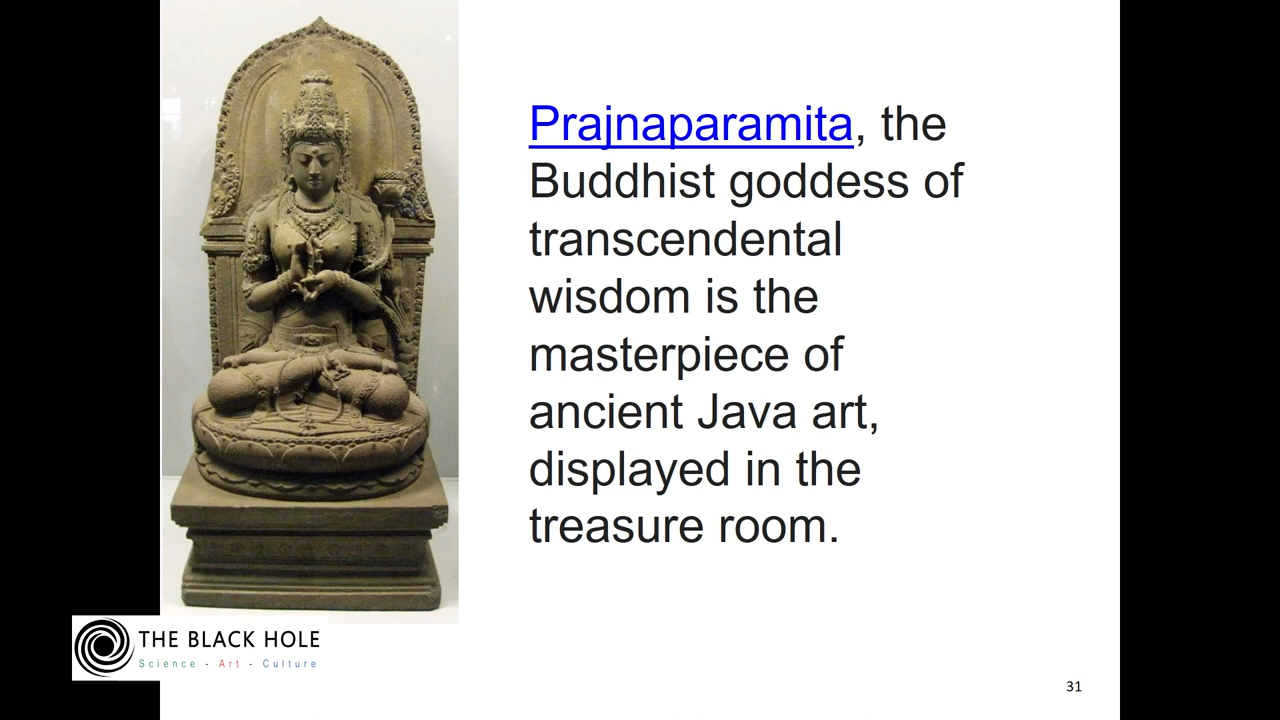 Prajnaparamita, the
Buddhist goddess of
transcendental
wisdom is the
masterpiece of
ancient Java art,
displayed in the
treasure room.
THE BLACK HOLE
Science - Art - Culture
31